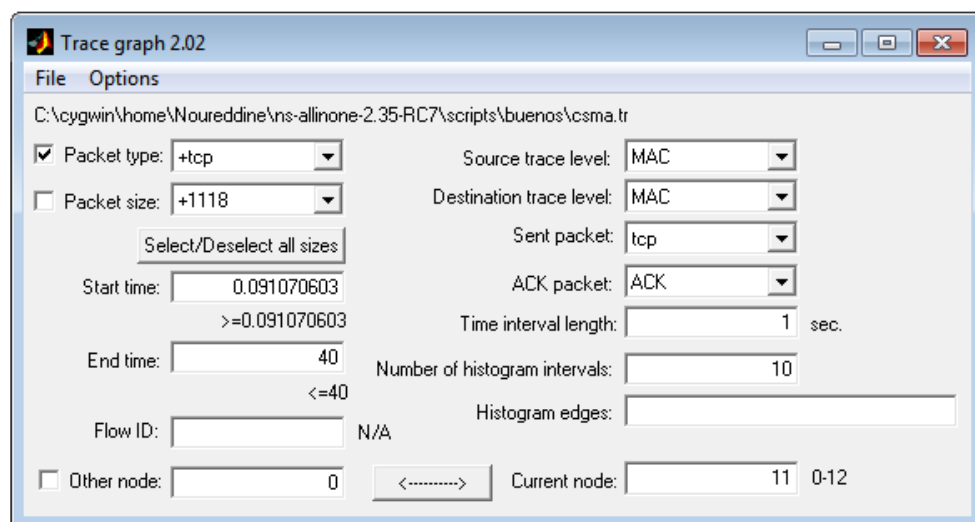 Trace graph 2.02
File Options
C:\cygwin\home\Noureddine\ns-allinone-2.35-RC7\scripts\buenos\csma.tr
Packet type: +tcp Source trace level: MAC
Packet size: +1118 Destination trace level: MAC
Select/Deselect all sizes Sent packet: tcp
Start time: 0.091070603 ACK packet: ACK
>=0.091070603 Time interval length: 1 sec.
End time: 40 Number of histogram intervals: 10
<=40 Histogram edges:
Flow ID: N/A
Other node: 0 <----------> Current node: 11 0-12